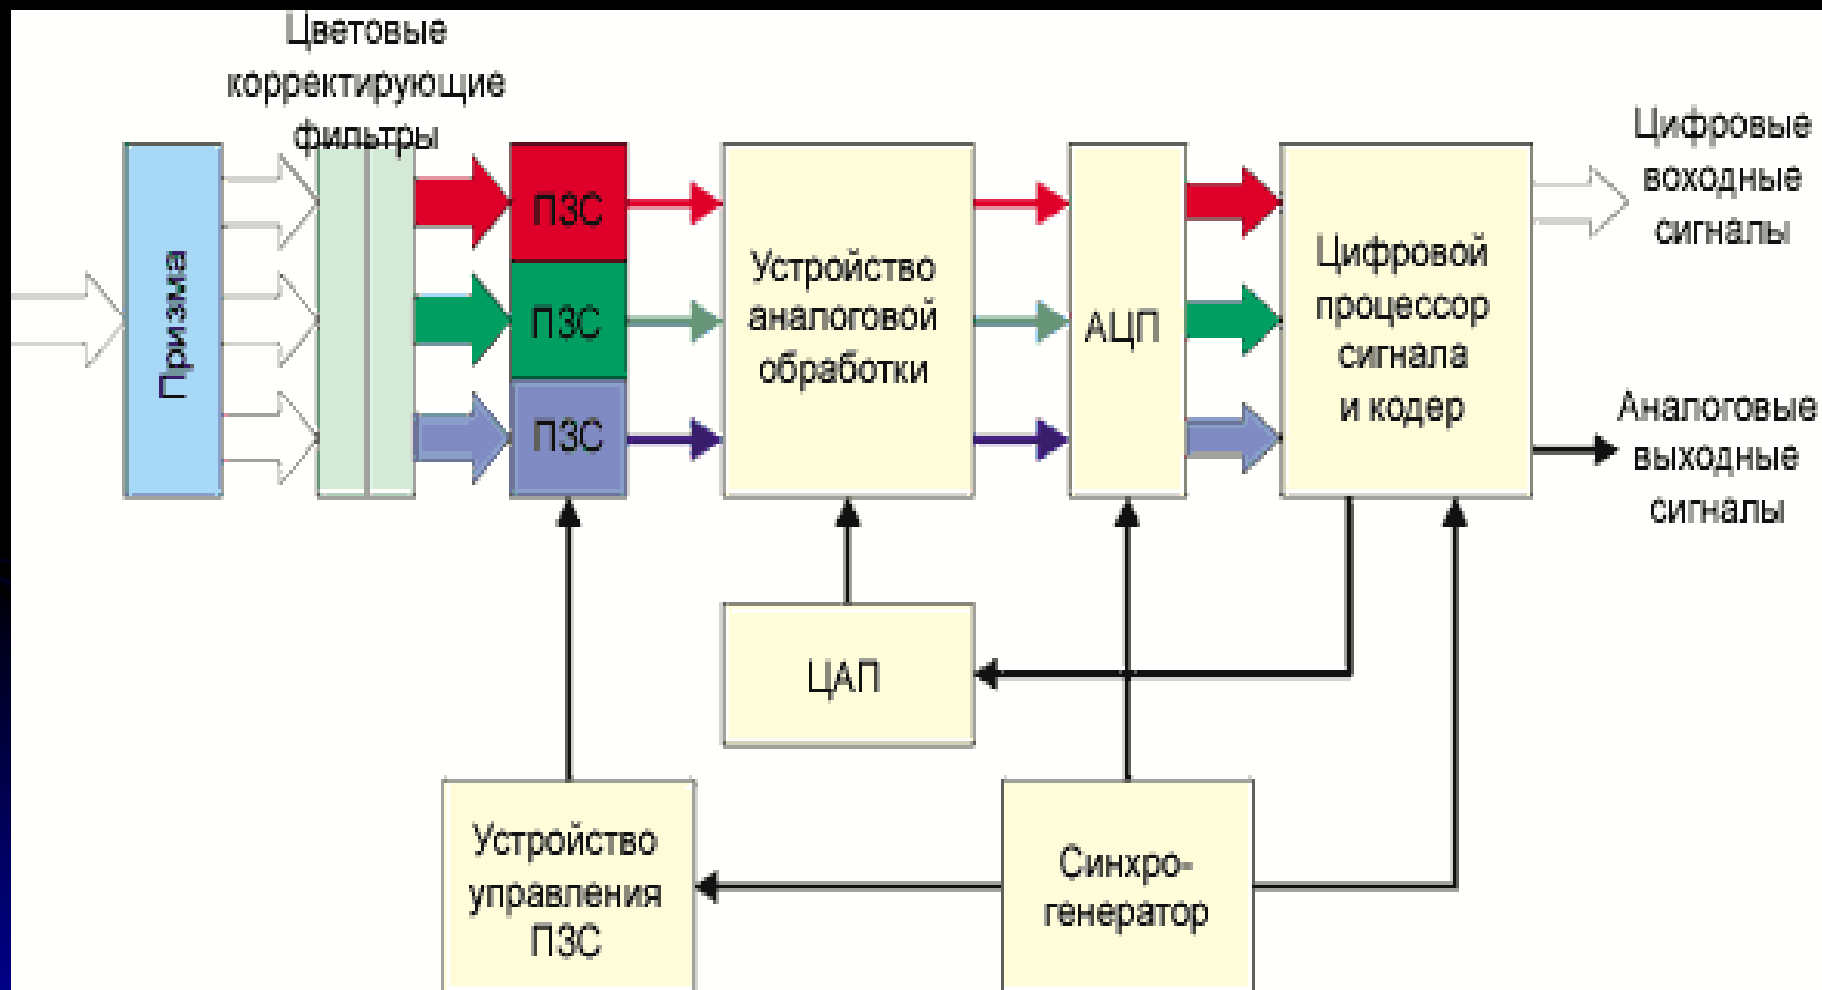 Цветовые
корректирующие
фильтры
Призма
ПЗС
ПЗС
ПЗС
Устройство
аналоговой
обработки
АЦП
Цифровой
процессор
сигнала
и кодер
Цифровые
воходные
сигналы
Аналоговые
выходные
сигналы
ЦАП
Устройство
управления
ПЗС
Синхро-
генератор